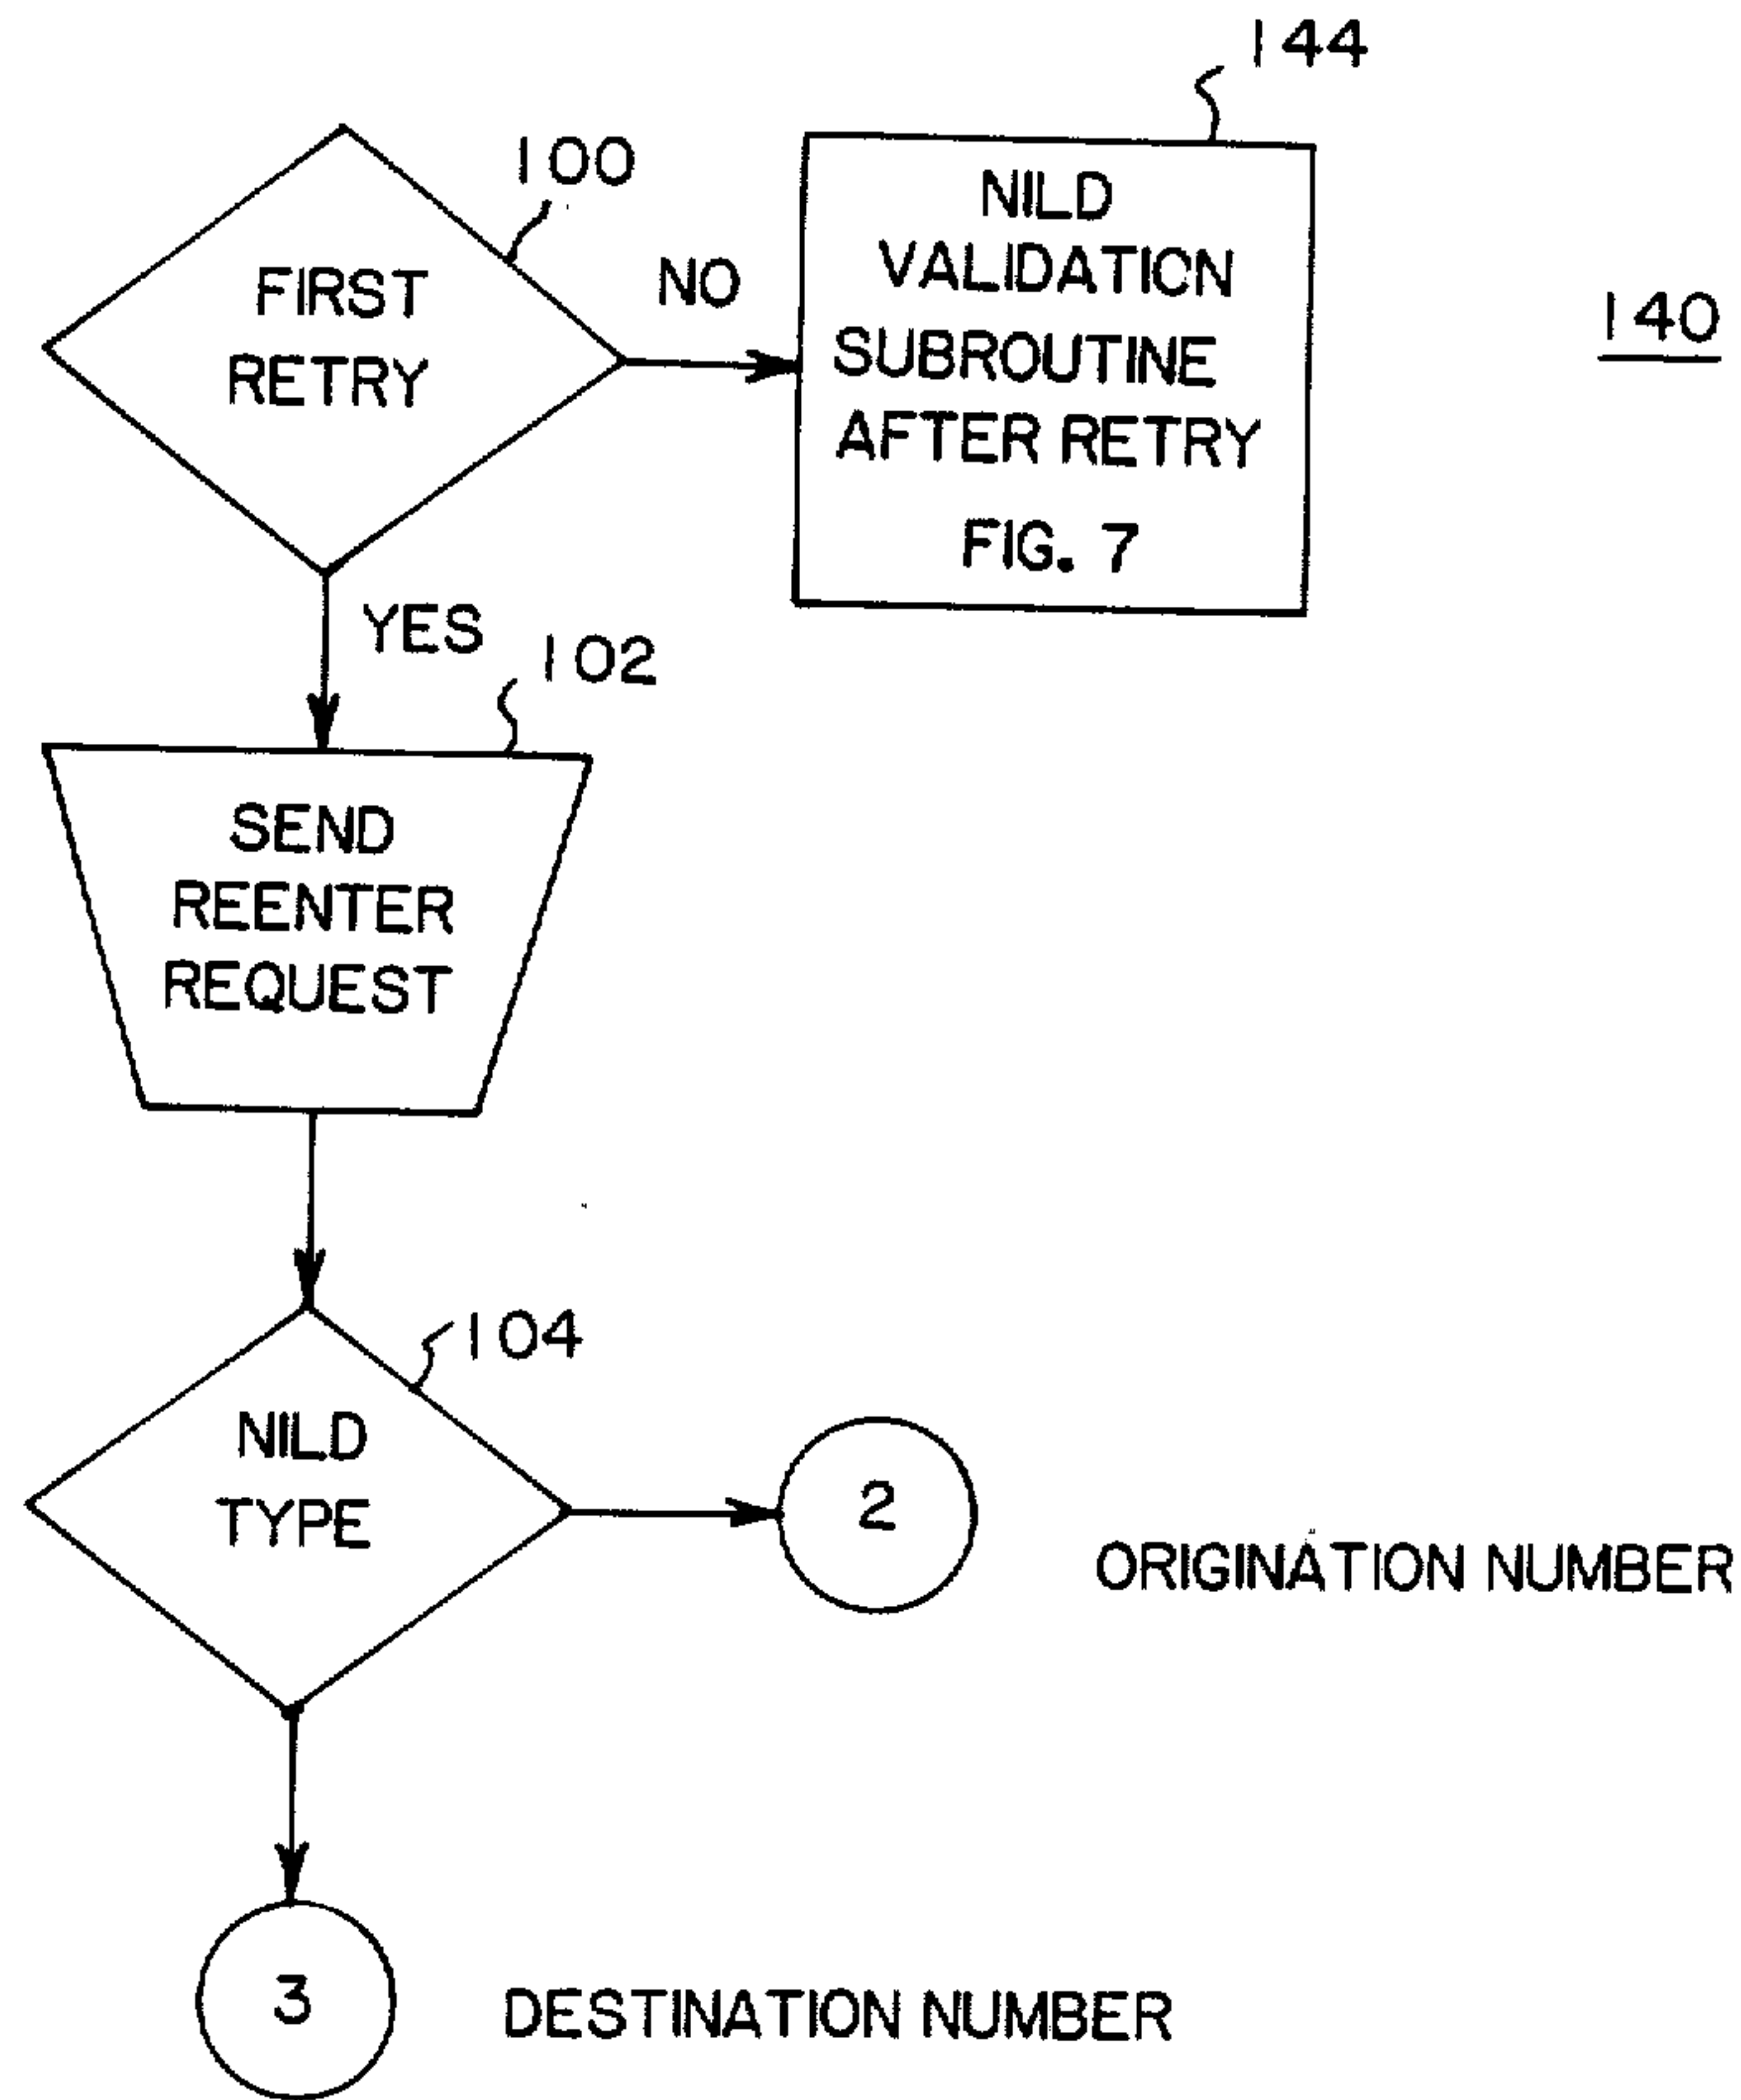 144
100
NILD
VALIDATION
SUBROUTINE
AFTER RETRY
FIG. 7
FIRST
RETRY
NO
140
YES
102
SEND
REENTER
REQUEST
104
NILD
TYPE
2
ORIGINATION NUMBER
3
DESTINATION NUMBER